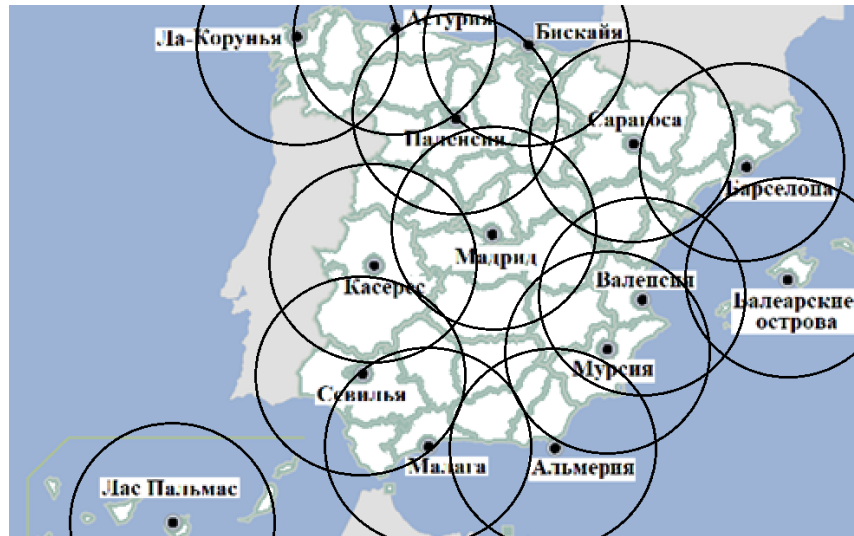 Астурия
Ла-Корунья
Бискайя
Сарагоса
Паленсия
Барселона
Мадрид
Касерес
Валенсия
Балеарские
острова
Мурсия
Севилья
Малага
Альмерия
Лас Пальмас